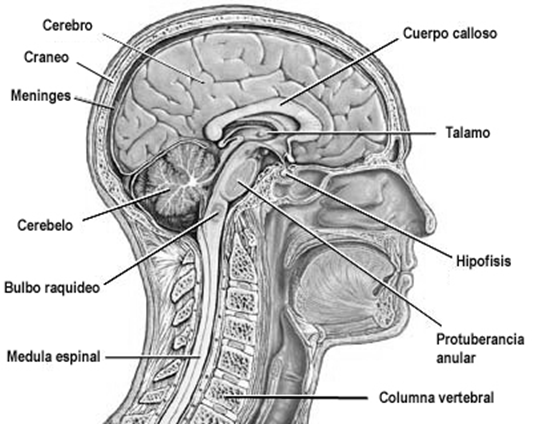 Cerebro
Craneo
Meninges
Cerebelo
Bulbo raquideo
Medula espinal
Cuerpo calloso
Talamo
Hipofisis
Protuberancia
anular
Columna vertebral